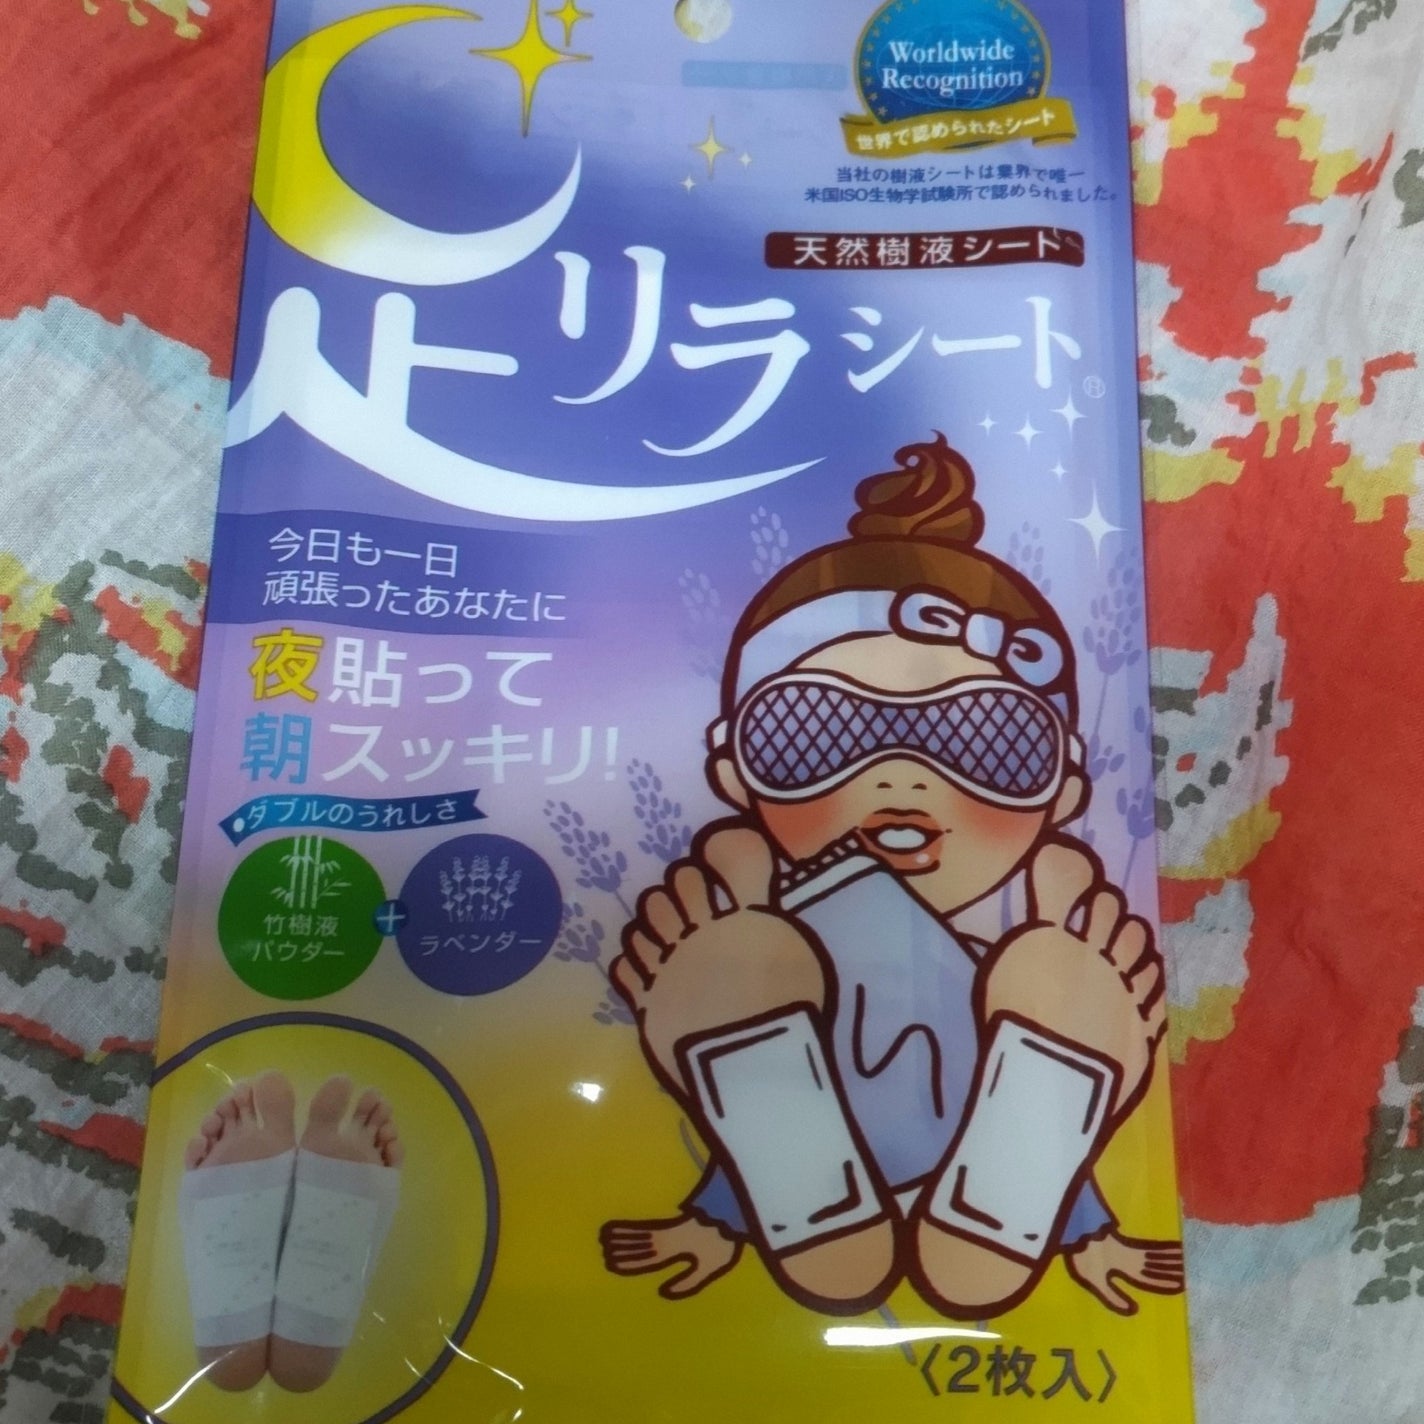 Worldwide
Recognition
世界で認められたシート
当社の樹液シートは業界で唯一
米国ISO生物学試験所で認められました。
天然樹液シート
足リラシート®
今日も一日
頑張ったあなたに
夜貼って
朝スッキリ!
ダブルのうれしさ
竹樹液
パウダー
+
ラベンダー
〈2枚入〉